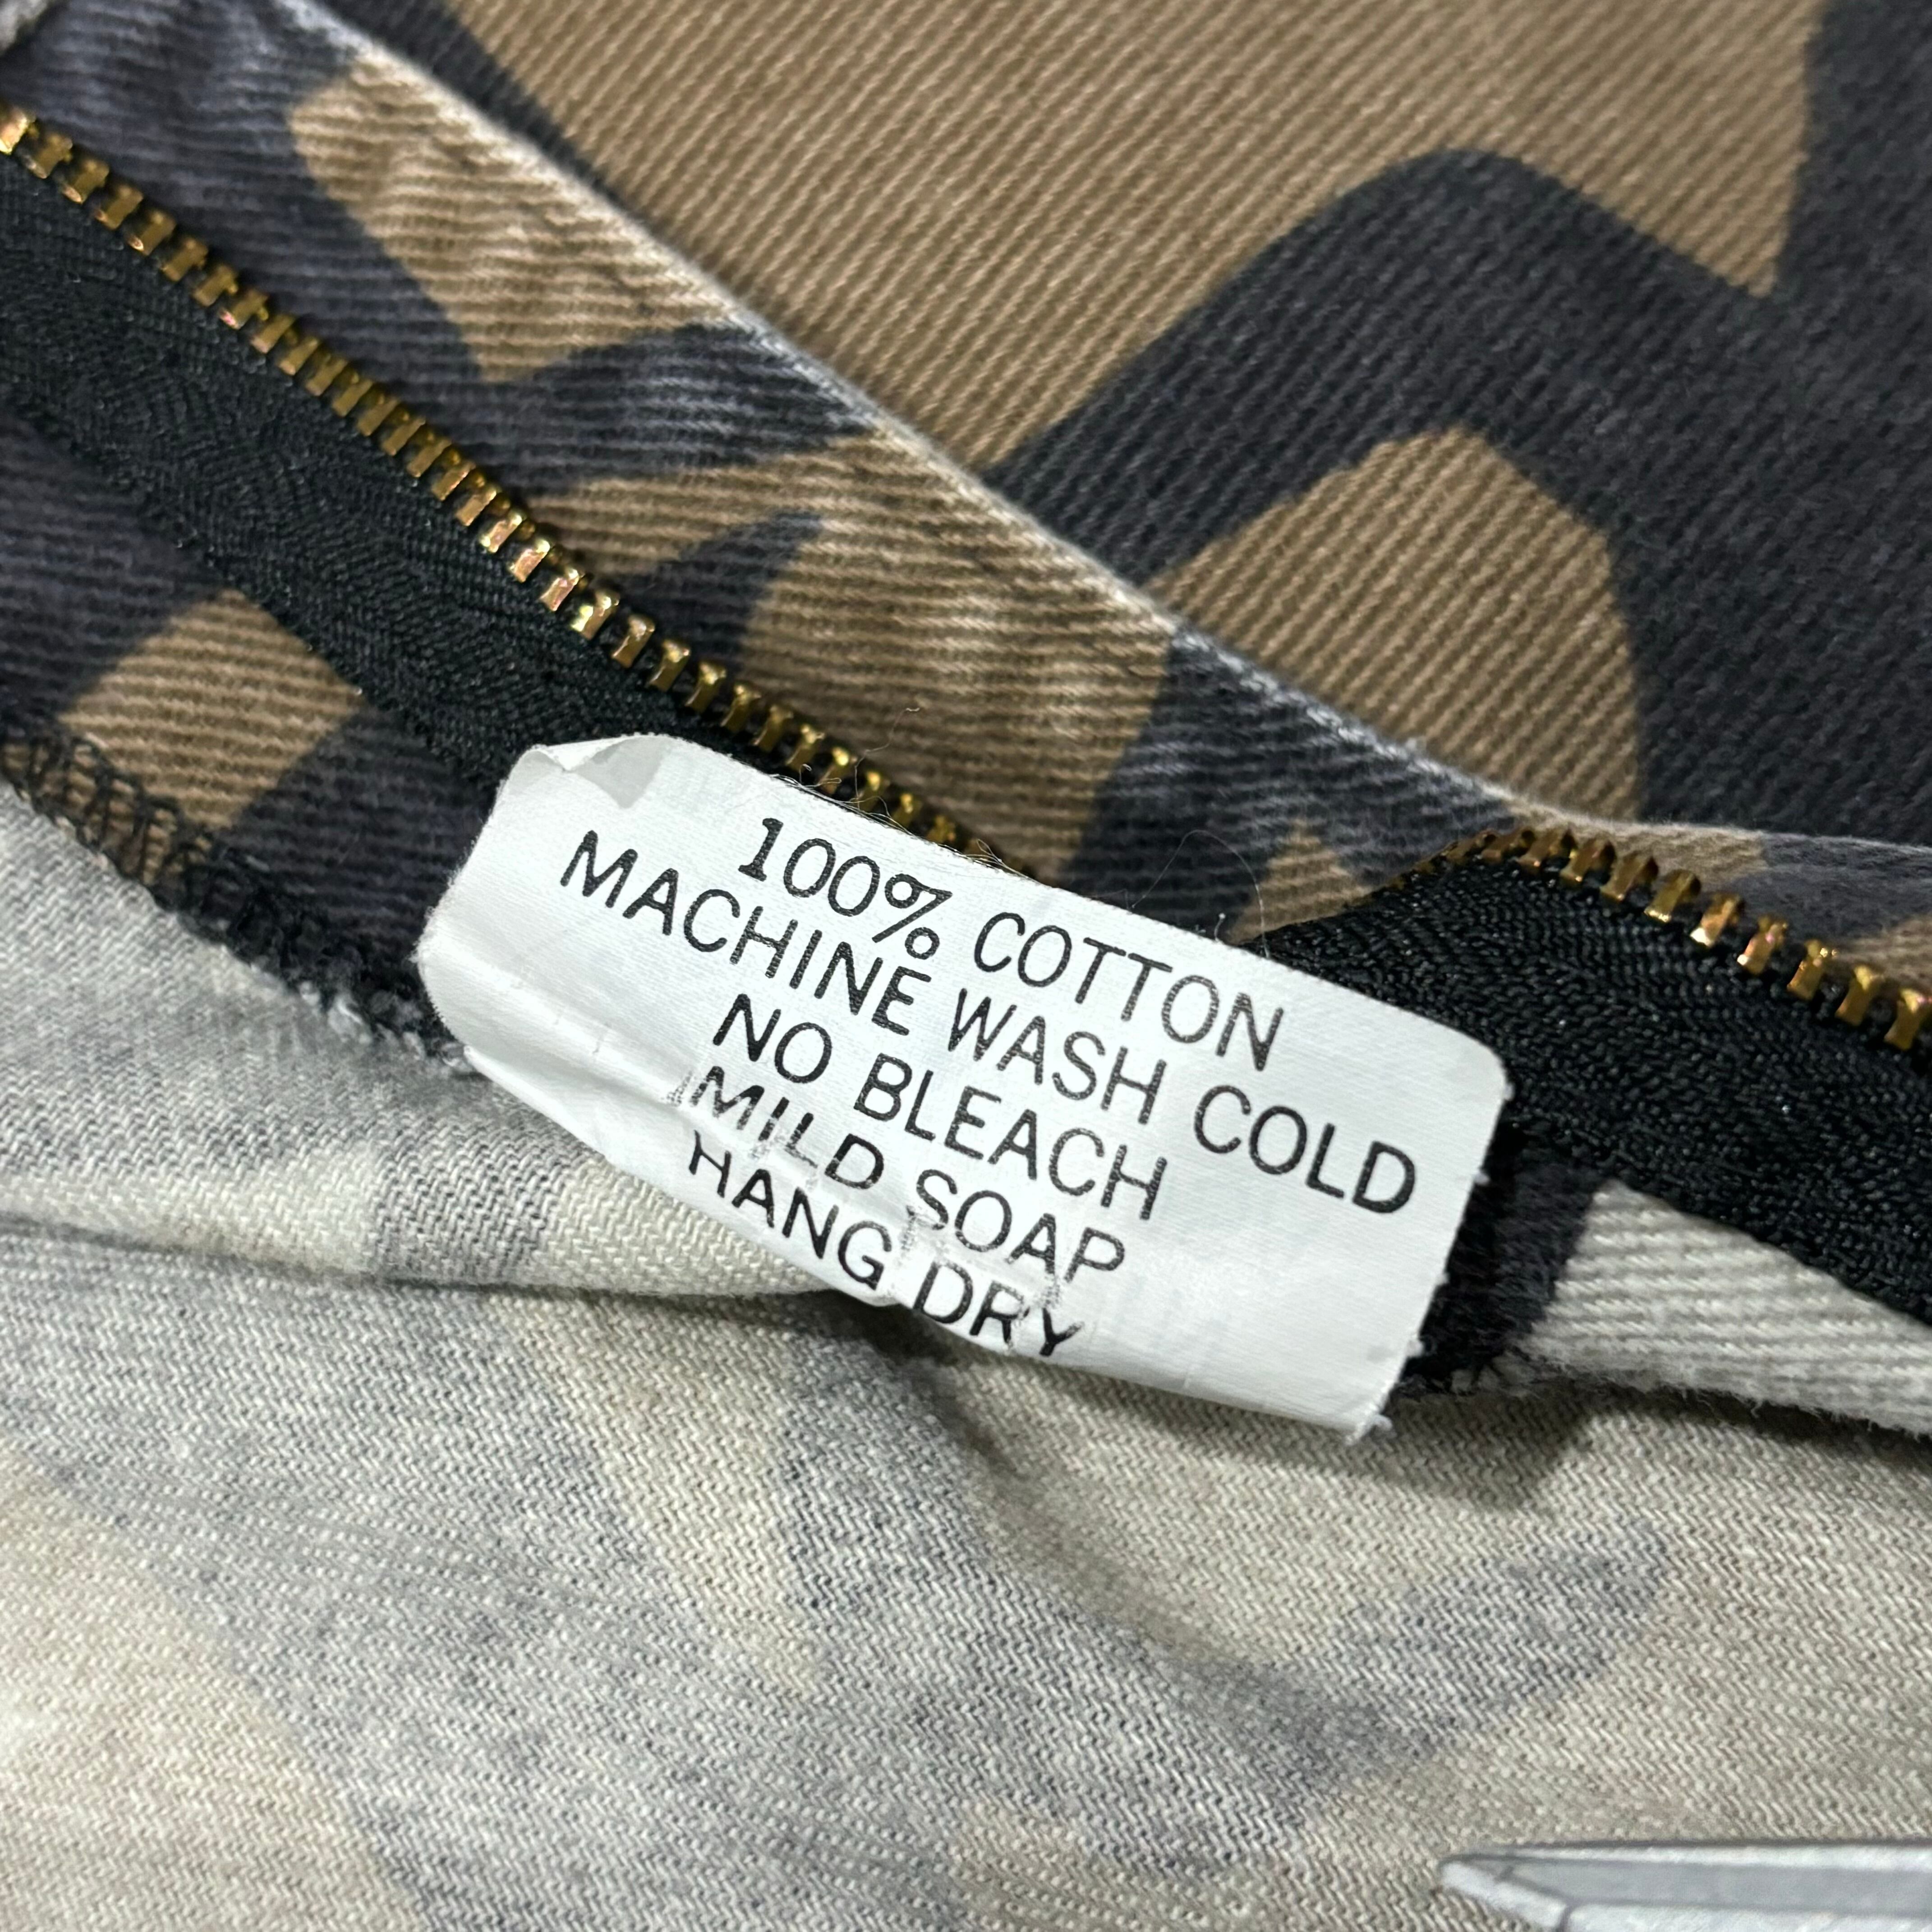 100% COTTON
MACHINE WASH COLD
NO BLEACH
MILD SOAP
HANG DRY